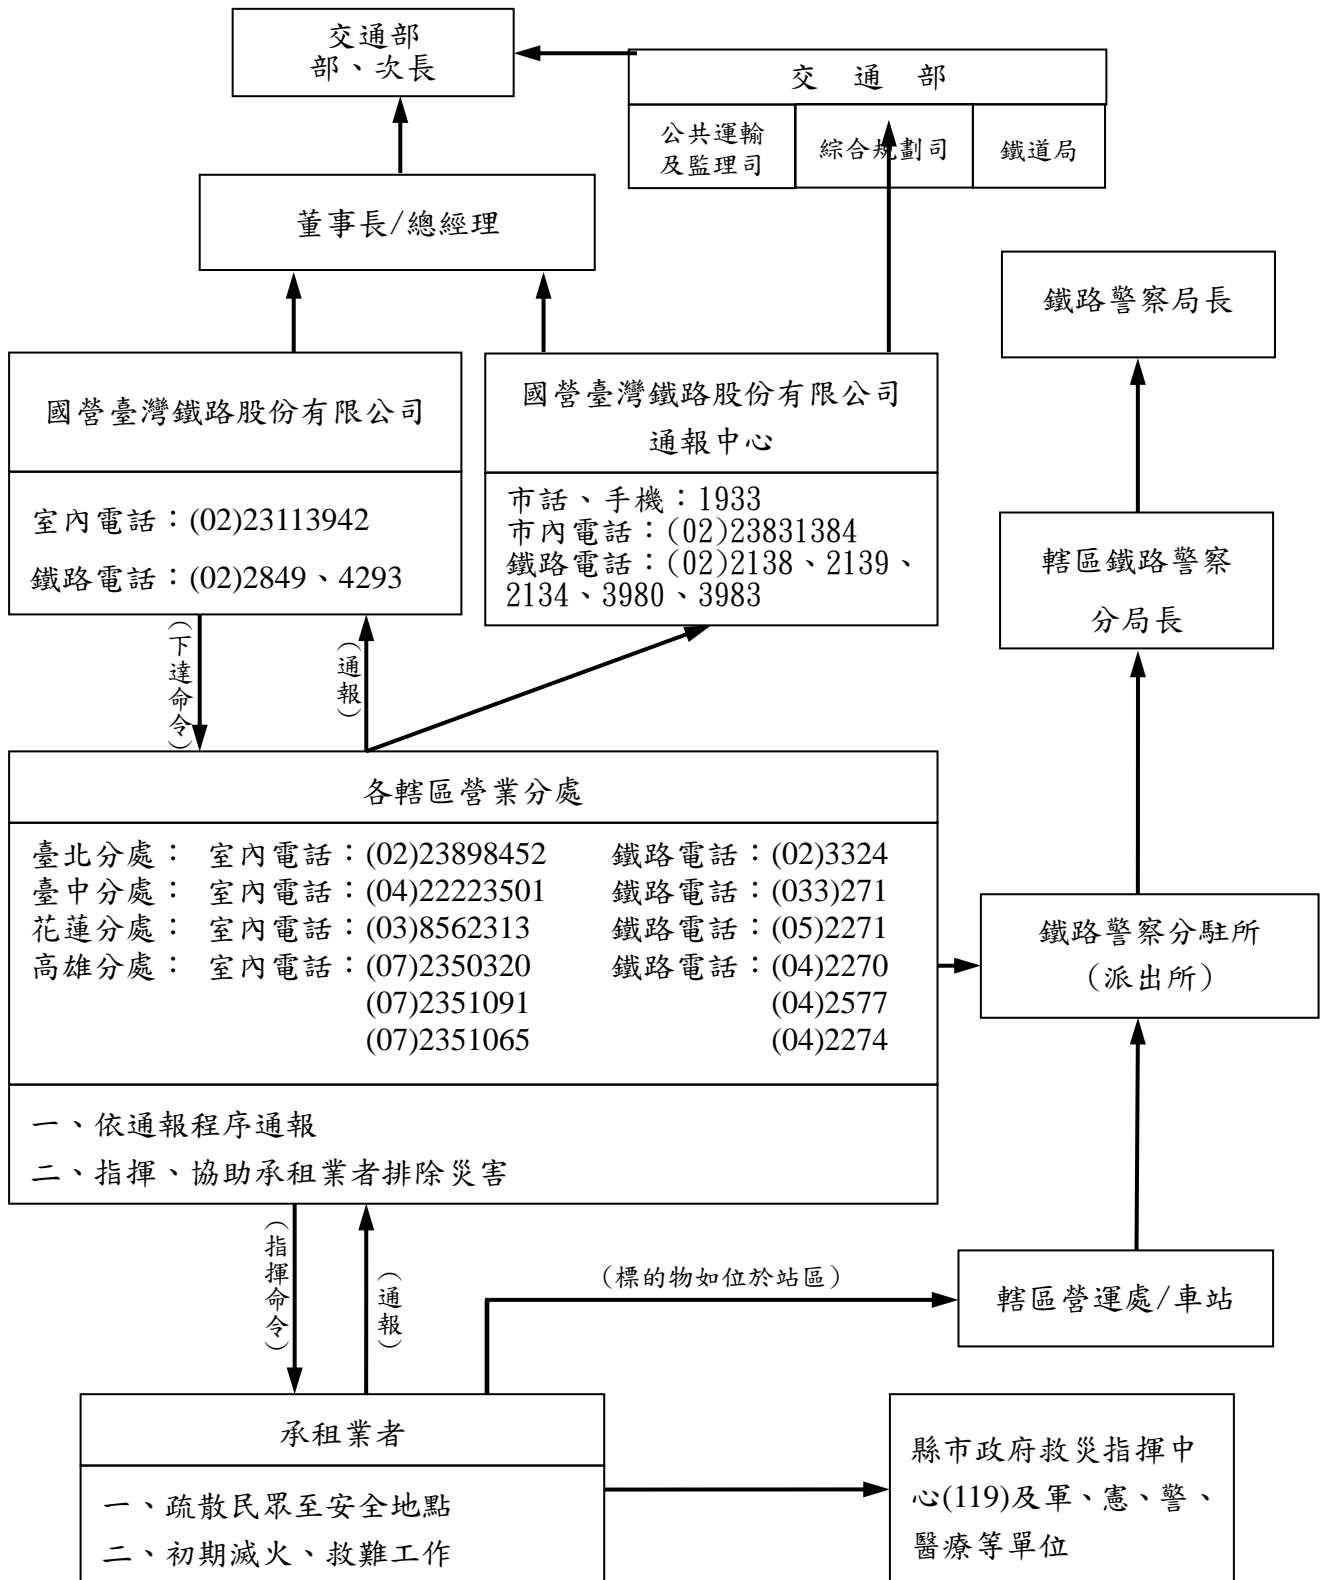 交通部
部、次長
交　通　部
公共運輸
及監理司
綜合規劃司
鐵道局
董事長/總經理
鐵路警察局長
國營臺灣鐵路股份有限公司
室內電話：(02)23113942
鐵路電話：(02)2849、4293
國營臺灣鐵路股份有限公司
通報中心
市話、手機：1933
市內電話：(02)23831384
鐵路電話：(02)2138、2139、
2134、3980、3983
轄區鐵路警察
分局長
(下達命令)
(通報)
各轄區營業分處
臺北分處：　室內電話：(02)23898452　鐵路電話：(02)3324
臺中分處：　室內電話：(04)22223501　鐵路電話：(033)271
花蓮分處：　室內電話：(03)8562313　鐵路電話：(05)2271
高雄分處：　室內電話：(07)2350320　鐵路電話：(04)2270
(07)2351091　(04)2577
(07)2351065　(04)2274
一、依通報程序通報
二、指揮、協助承租業者排除災害
鐵路警察分駐所
（派出所）
(指揮命令)
(通報)
（標的物如位於站區）
轄區營運處/車站
承租業者
一、疏散民眾至安全地點
二、初期滅火、救難工作
縣市政府救災指揮中
心(119)及軍、憲、警、
醫療等單位